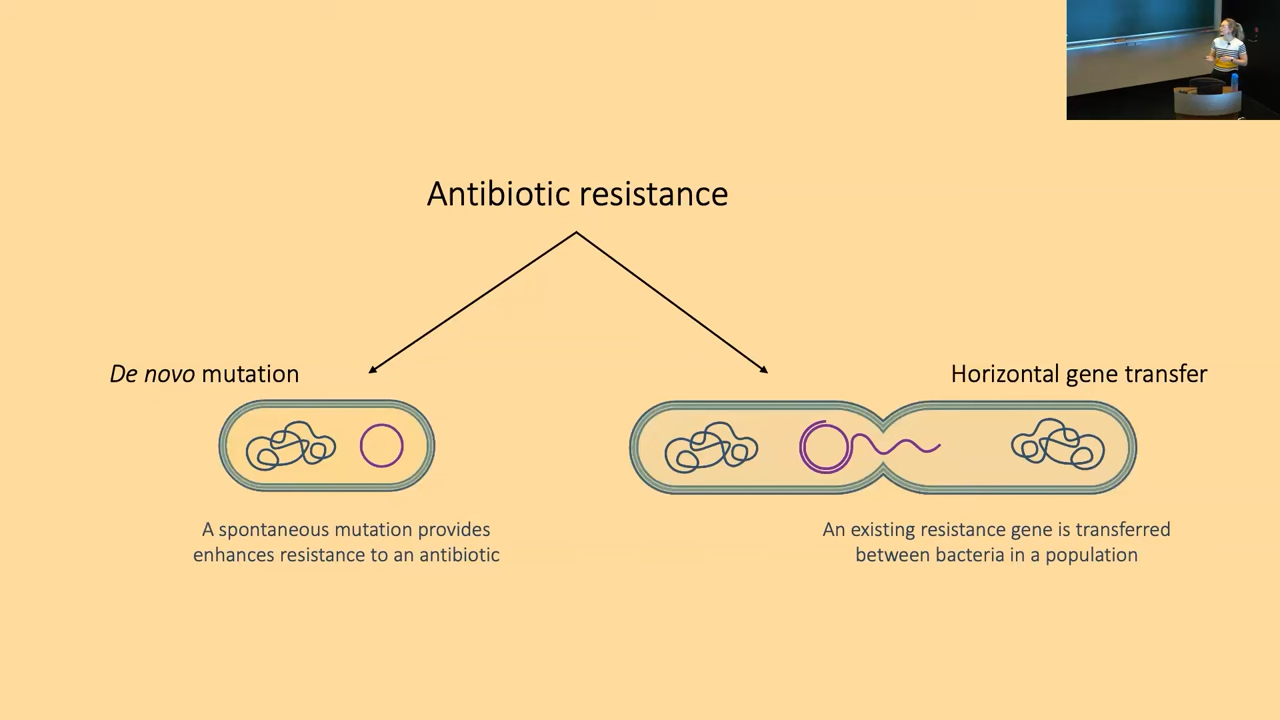 Antibiotic resistance
De novo mutation
Horizontal gene transfer
A spontaneous mutation provides
enhances resistance to an antibiotic
An existing resistance gene is transferred
between bacteria in a population